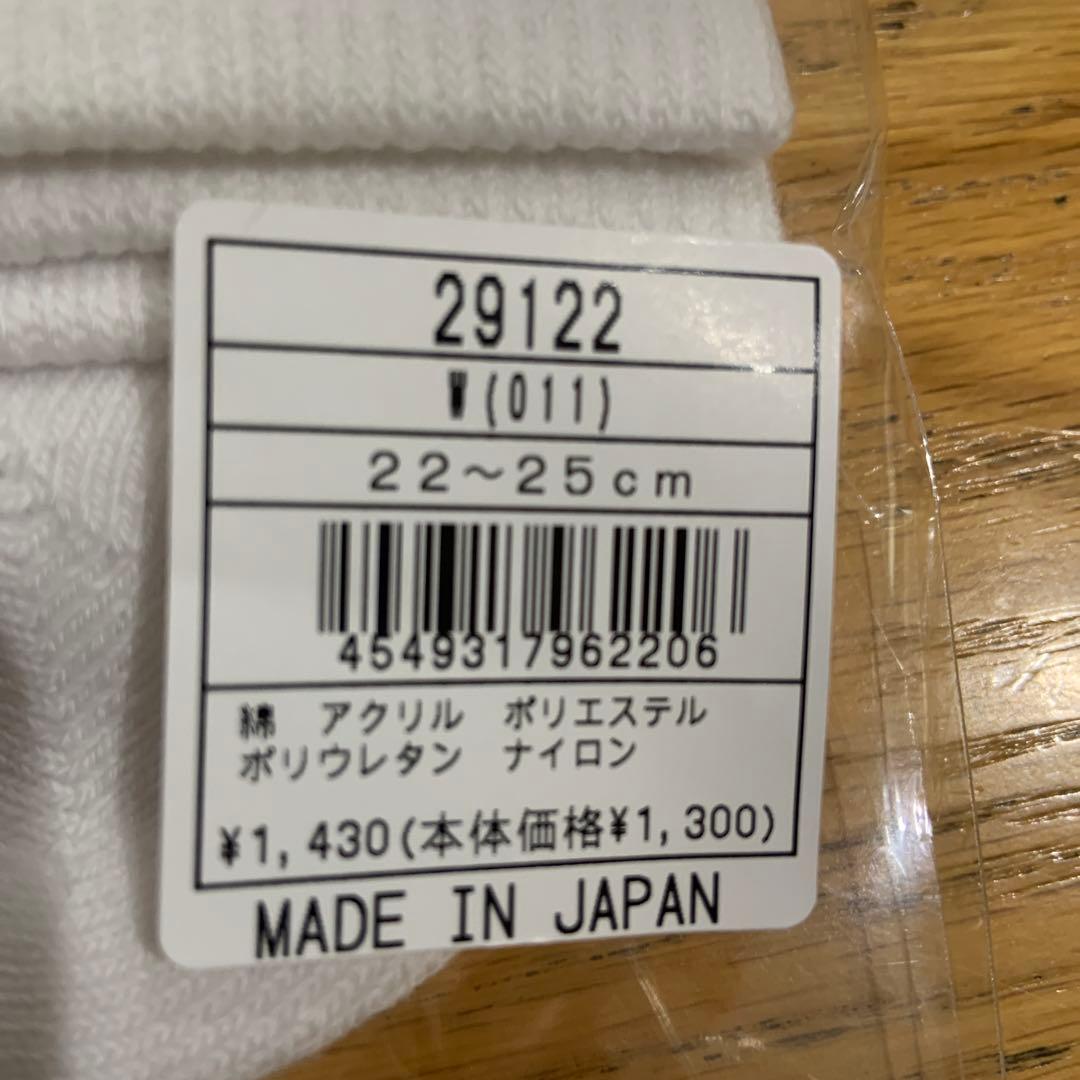 29122
W(011)
22～25cm
4549317962206
綿　アクリル　ポリエステル
ポリウレタン　ナイロン
¥1,430(本体価格¥1,300)
MADE IN JAPAN